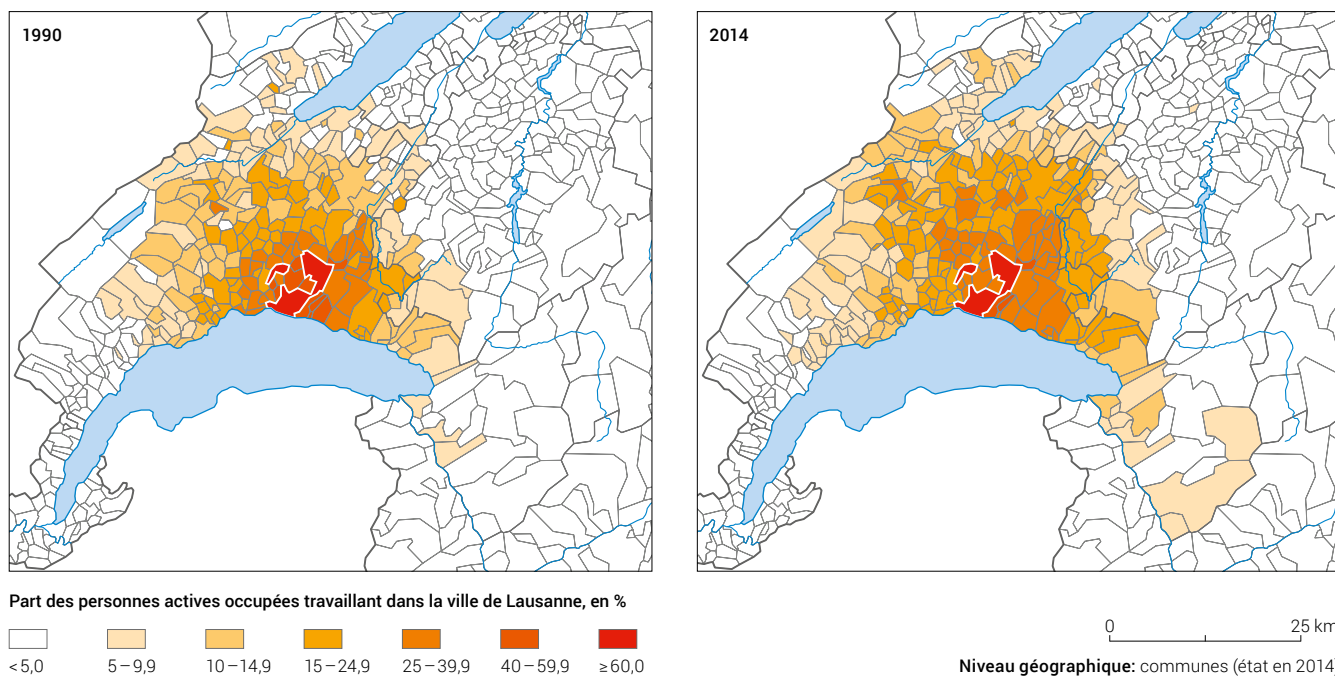 1990
2014
Part des personnes actives occupées travaillant dans la ville de Lausanne, en %
<5,0 5–9,9 10–14,9 15–24,9 25–39,9 40–59,9 ≥60,0
0 25 km
Niveau géographique: communes (état en 2014)